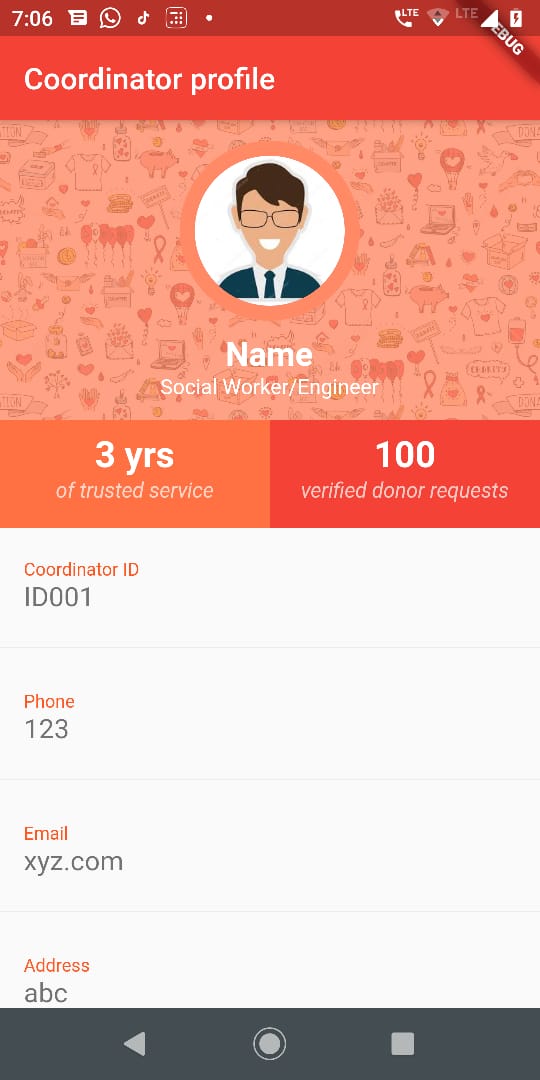 7:06
LTE
LTE
EBUG
Coordinator profile
Name
Social Worker/Engineer
3 yrs
of trusted service
100
verified donor requests
Coordinator ID
ID001
Phone
123
Email
xyz.com
Address
abc